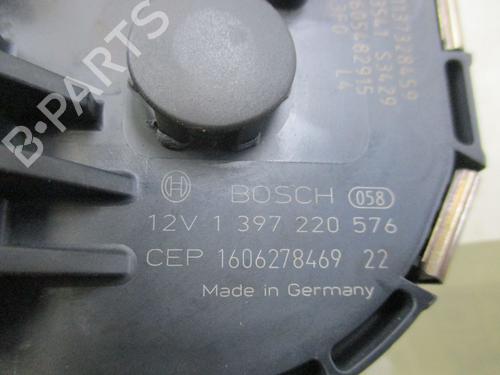 B-PARTS
BOSCH 058
12V 1 397 220 576
CEP 1606278469 22
Made in Germany